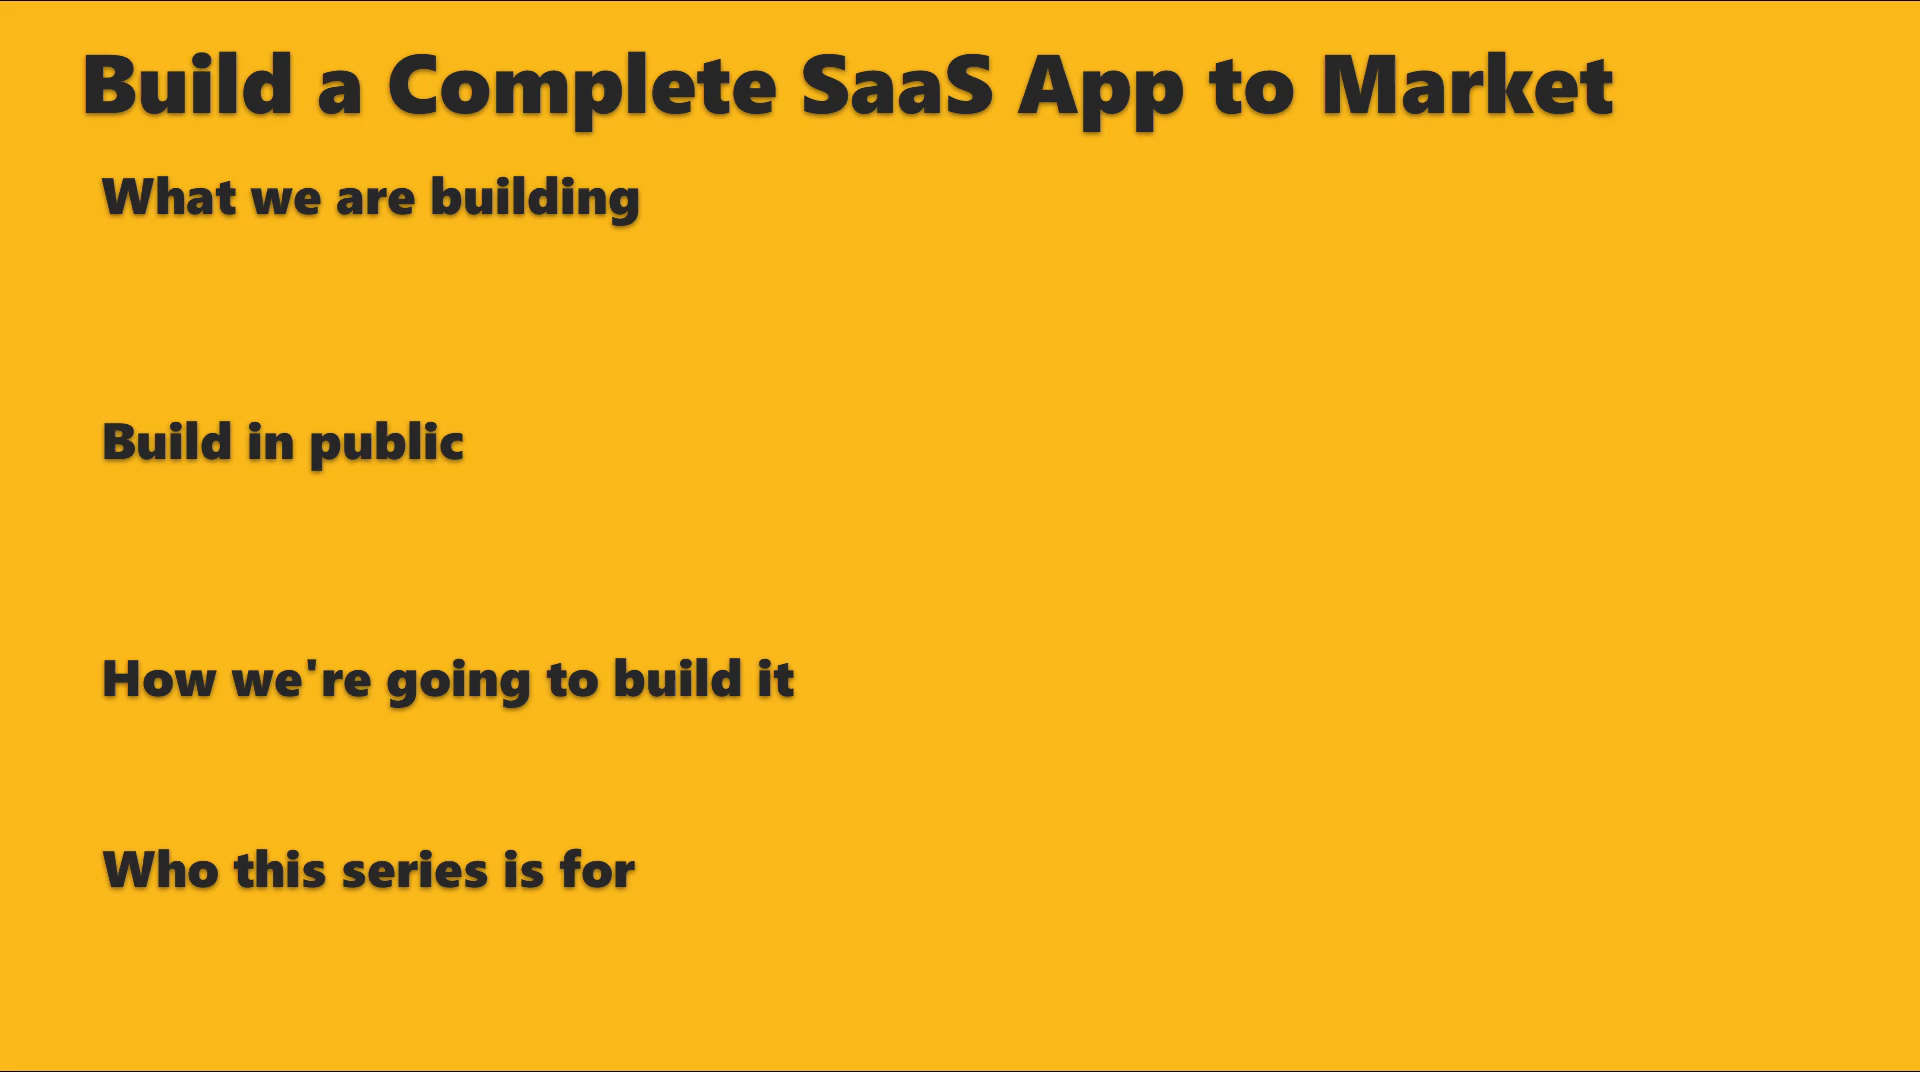 Build a Complete SaaS App to Market
What we are building
Build in public
How we're going to build it
Who this series is for